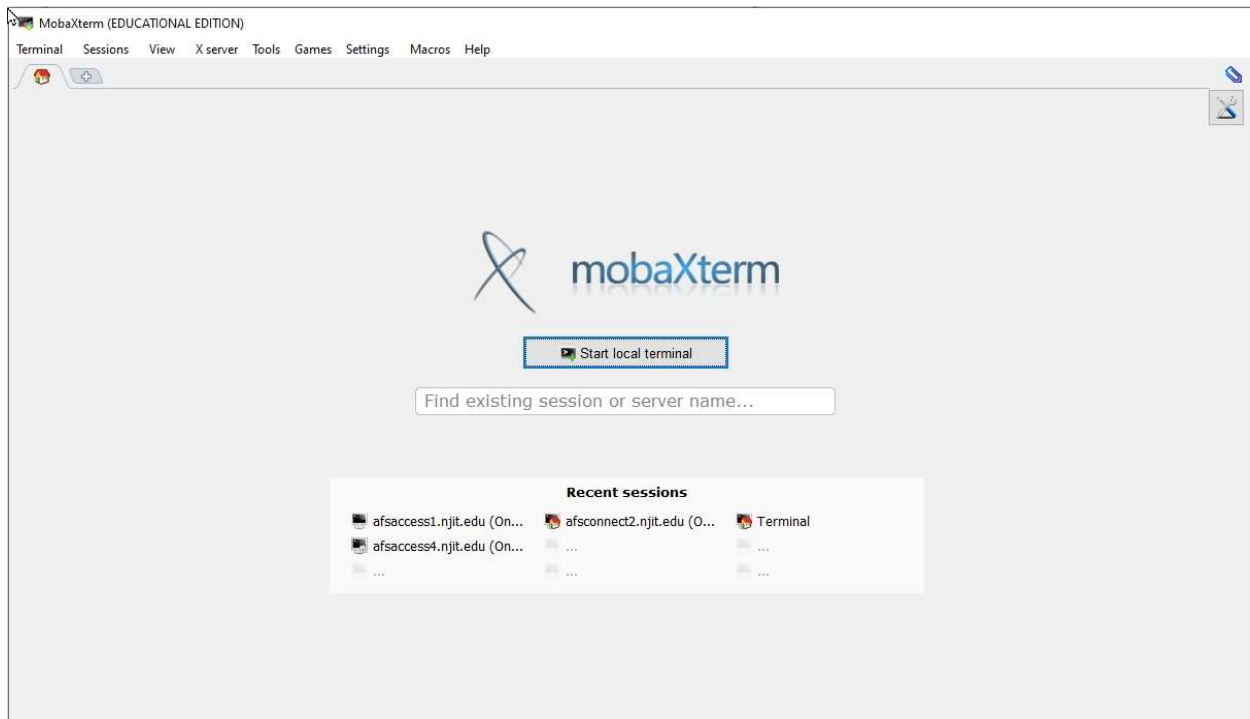 MobaXterm (EDUCATIONAL EDITION)
Terminal Sessions View X server Tools Games Settings Macros Help
mobaXterm
Start local terminal
Find existing session or server name...
Recent sessions
afsaccess1.njit.edu (On... afsconnect2.njit.edu (O... Terminal
afsaccess4.njit.edu (On... ... ...
... ... ...